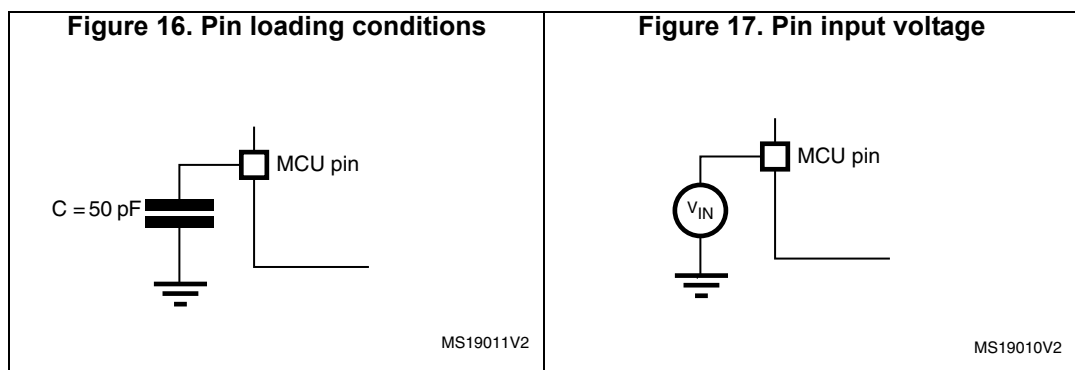 Figure 16. Pin loading conditions
MCU pin
C = 50 pF
MS19011V2
Figure 17. Pin input voltage
MCU pin
VIN
MS19010V2